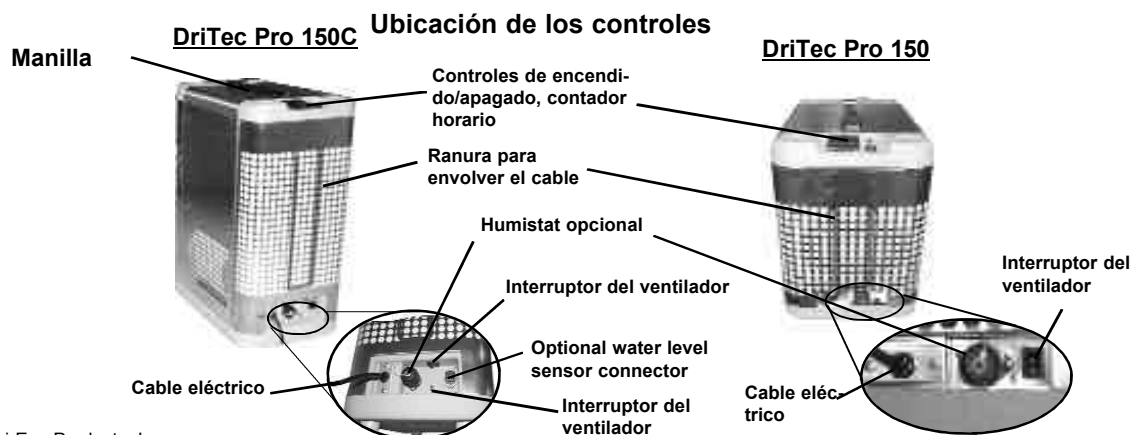 Ubicación de los controles
DriTec Pro 150C
DriTec Pro 150
Manilla
Controles de encendi-
do/apagado, contador
horario
Ranura para
envolver el cable
Humistat opcional
Interruptor del
ventilador
Interruptor del ventilador
Optional water level
sensor connector
Cable eléctrico
Cable eléc-
trico
Interruptor del
ventilador